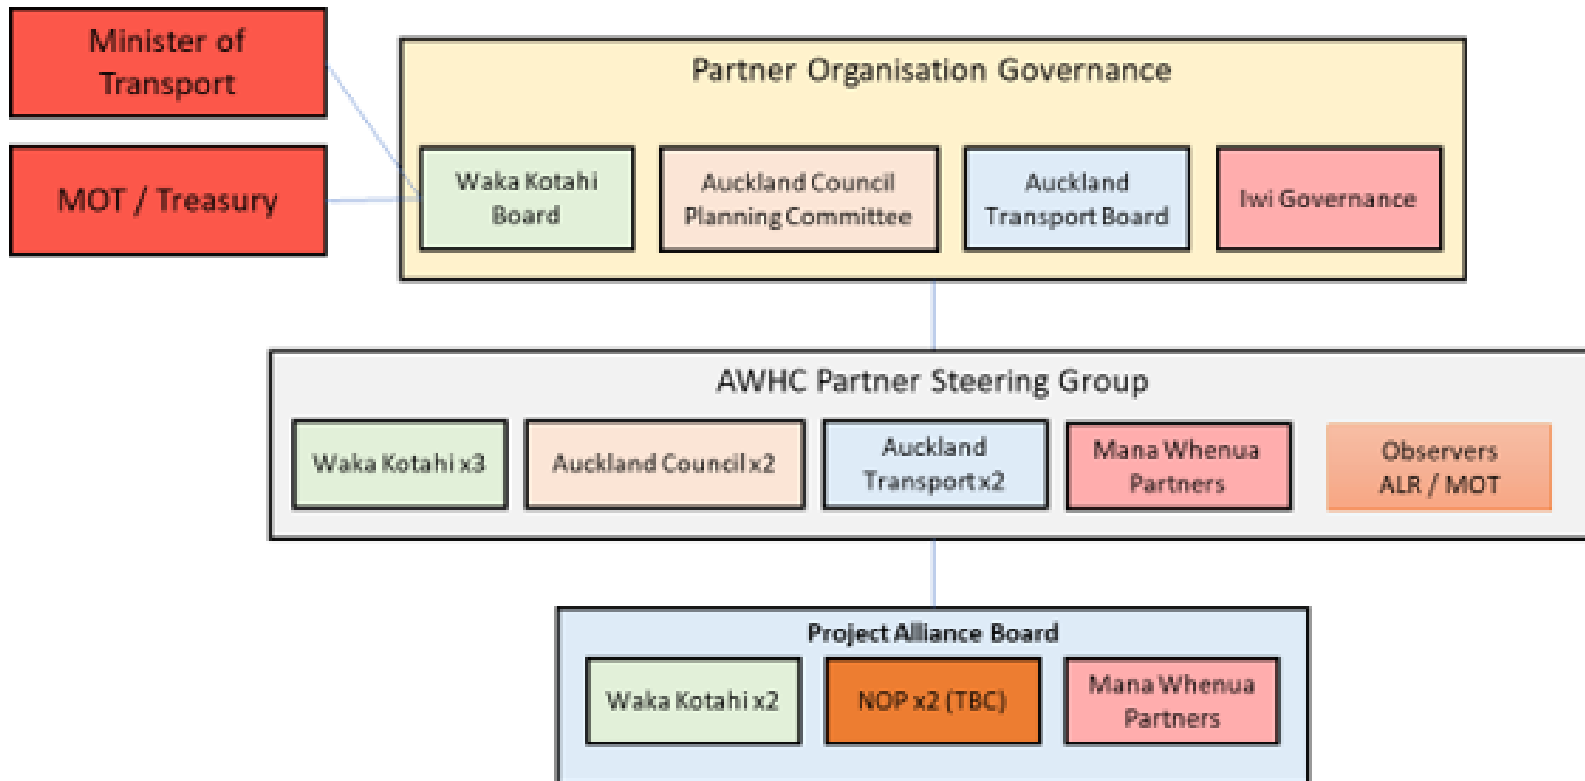 Minister of
Transport
MOT / Treasury
Partner Organisation Governance
Waka Kotahi
Board
Auckland Council
Planning Committee
Auckland
Transport Board
Iwi Governance
AWHC Partner Steering Group
Waka Kotahi x3
Auckland Council x2
Auckland
Transport x2
Mana Whenua
Partners
Observers
ALR / MOT
Project Alliance Board
Waka Kotahi x2
NOP x2 (TBC)
Mana Whenua
Partners